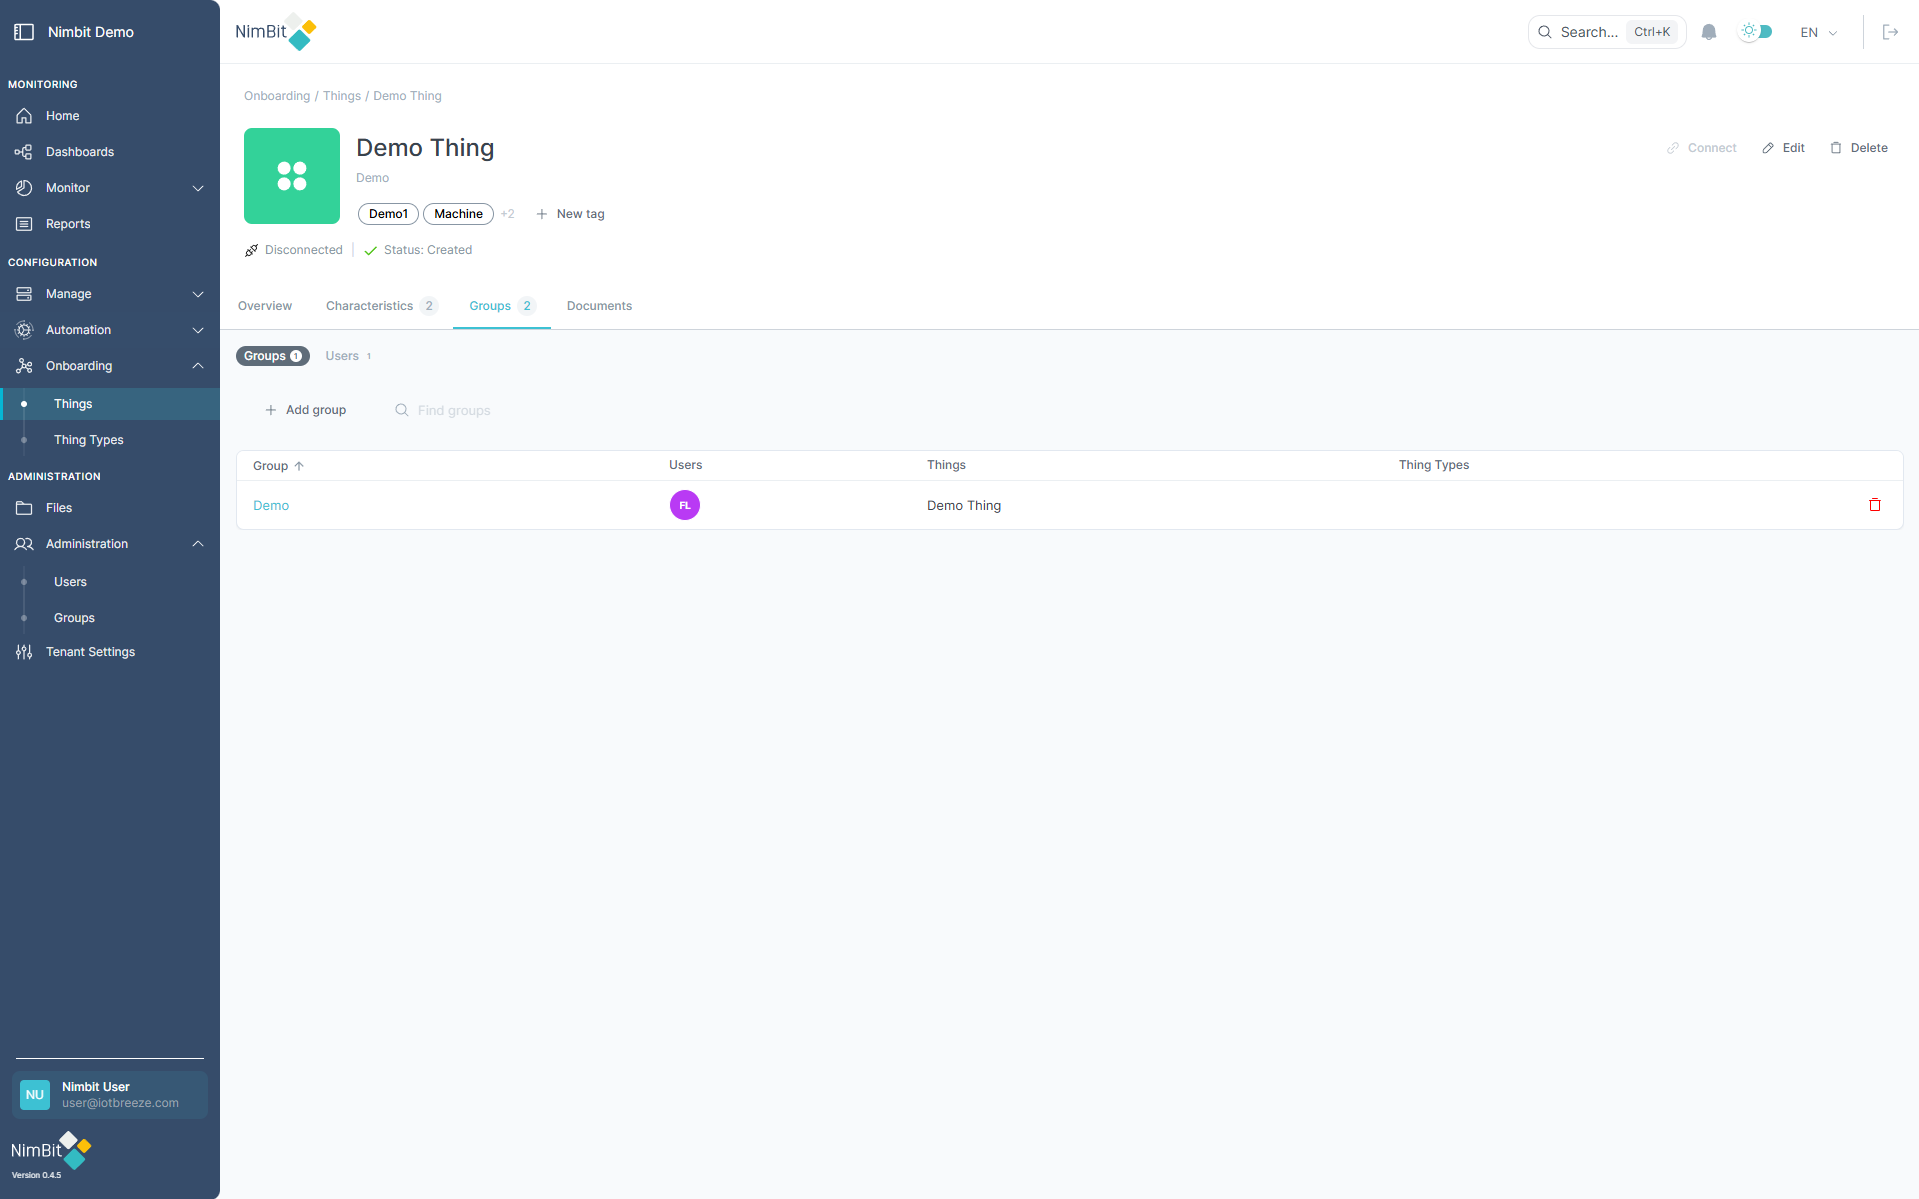 Nimbit Demo
MONITORING
Home
Dashboards
Monitor
Reports
CONFIGURATION
Manage
Automation
Onboarding
Things
Thing Types
ADMINISTRATION
Files
Administration
Users
Groups
Tenant Settings
NU
Nimbit User
user@iotbreeze.com
NimBit
Version 0.4.5
NimBit
Search... Ctrl+K
EN
Onboarding / Things / Demo Thing
Demo Thing
Connect Edit Delete
Demo
Demo1 Machine +2 New tag
Disconnected Status: Created
Overview Characteristics 2 Groups 2 Documents
Groups 1 Users 1
Add group Find groups
Group Users Things Thing Types
Demo FL Demo Thing